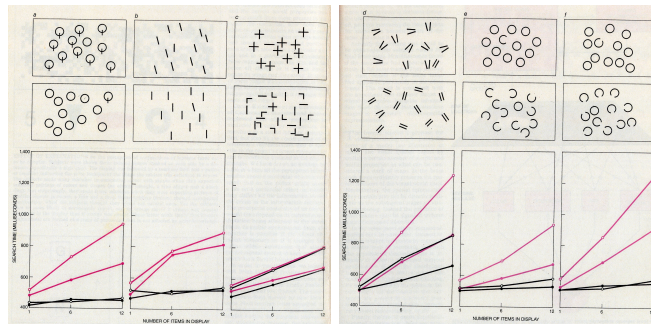 a
b
c
1,400
1,000
800
600
400
1
6
12
1
6
12
1
6
12
SEARCH TIME (MILLISECONDS)
NUMBER OF ITEMS IN DISPLAY
d
e
f
1,400
1,200
1,000
800
600
400
1
6
12
1
6
12
1
6
12
SEARCH TIME (MILLISECONDS)
NUMBER OF ITEMS IN DISPLAY